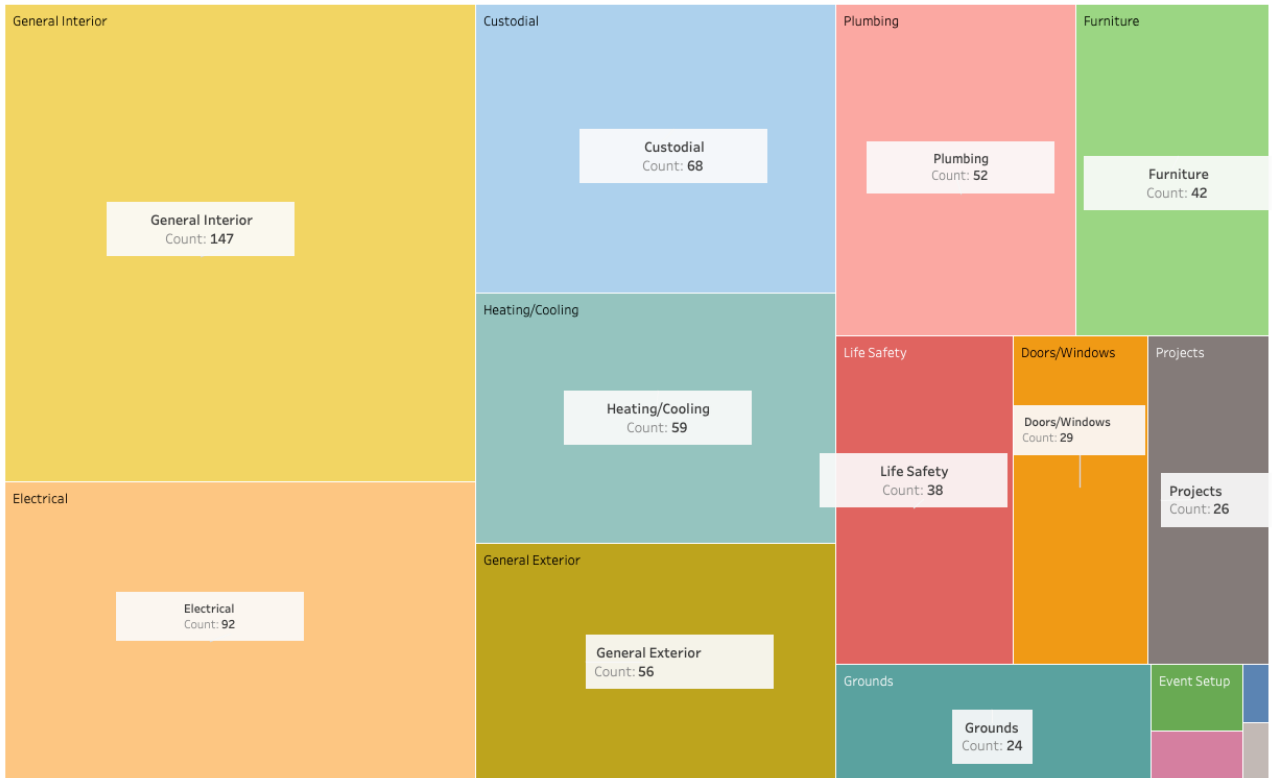 General Interior
General Interior
Count: 147
Electrical
Electrical
Count: 92
Custodial
Custodial
Count: 68
Heating/Cooling
Heating/Cooling
Count: 59
General Exterior
General Exterior
Count: 56
Plumbing
Plumbing
Count: 52
Furniture
Furniture
Count: 42
Life Safety
Life Safety
Count: 38
Doors/Windows
Doors/Windows
Count: 29
Projects
Projects
Count: 26
Grounds
Grounds
Count: 24
Event Setup